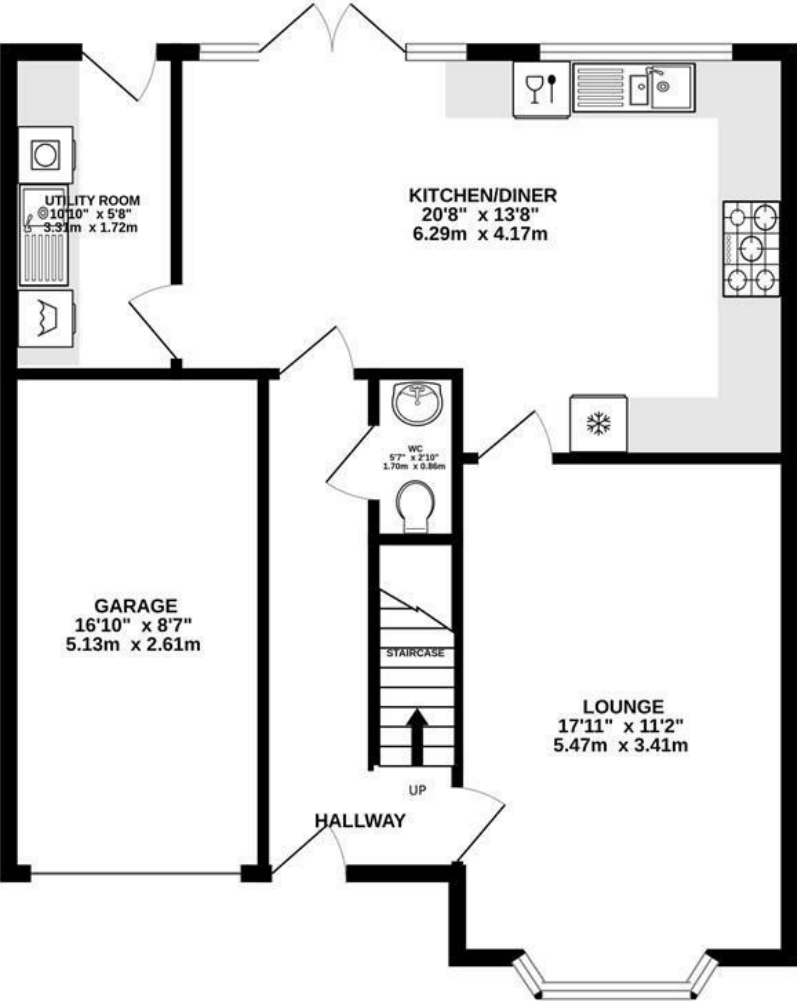 UTILITY ROOM
10'10" x 5'8"
3.31m x 1.72m
KITCHEN/DINER
20'8" x 13'8"
6.29m x 4.17m
WC
5'7" x 2'10"
1.70m x 0.86m
GARAGE
16'10" x 8'7"
5.13m x 2.61m
STAIRCASE
LOUNGE
17'11" x 11'2"
5.47m x 3.41m
UP
HALLWAY